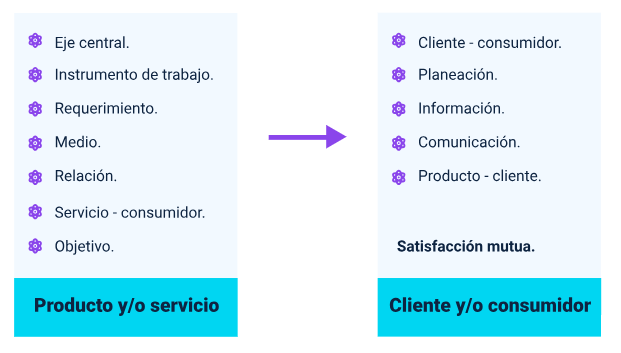 Eje central.
Instrumento de trabajo.
Requerimiento.
Medio.
Relación.
Servicio - consumidor.
Objetivo.
Producto y/o servicio
Cliente - consumidor.
Planeación.
Información.
Comunicación.
Producto - cliente.
Satisfacción mutua.
Cliente y/o consumidor